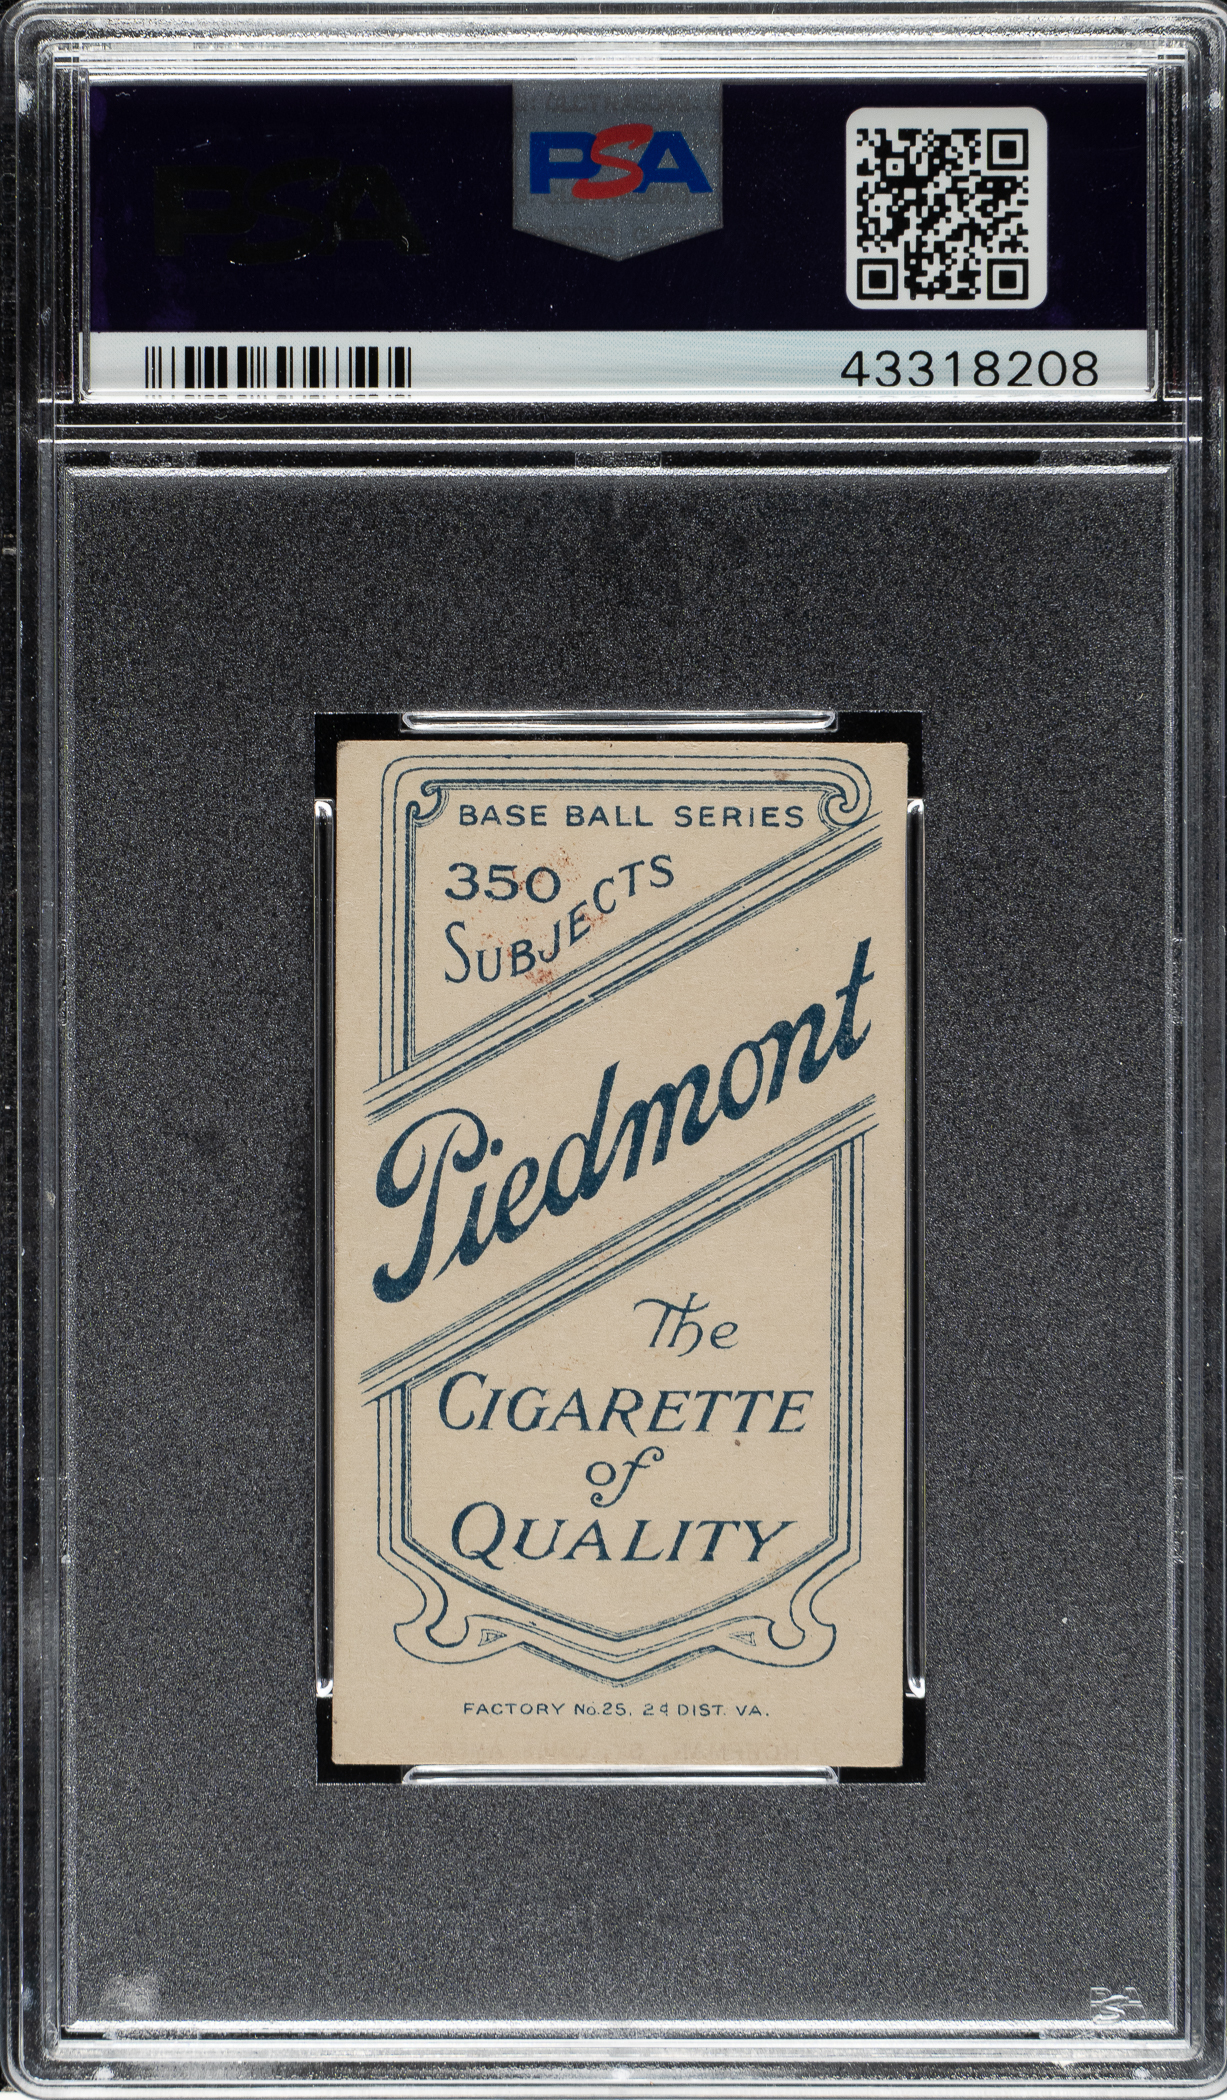 PSA
PSA
43318208
BASE BALL SERIES
350
SUBJECTS
Piedmont
The
CIGARETTE
of
QUALITY
FACTORY No. 25, 2d DIST. VA.
PSA